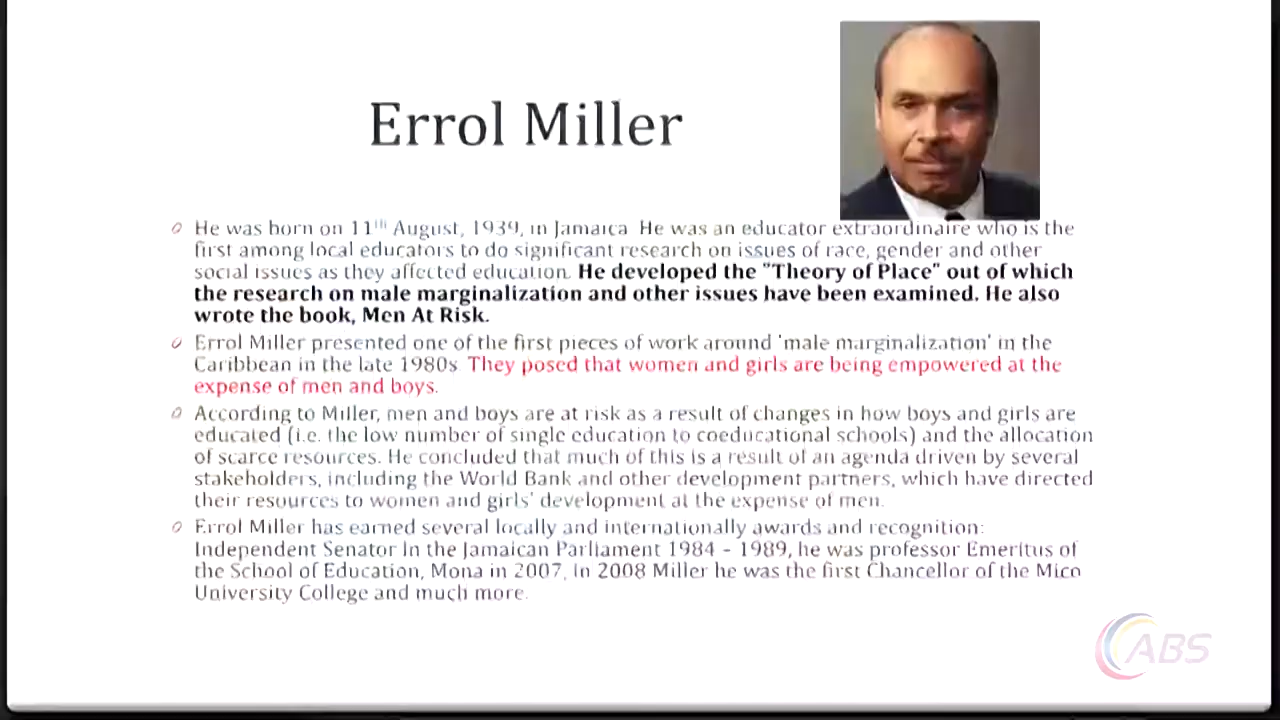 Errol Miller
He was born on 11th August, 1939, in Jamaica. He was an educator extraordinaire who is the
first among local educators to do significant research on issues of race, gender and other
social issues as they affected education. He developed the "Theory of Place" out of which
the research on male marginalization and other issues have been examined. He also
wrote the book, Men At Risk.
Errol Miller presented one of the first pieces of work around 'male marginalization' in the
Caribbean in the late 1980s. They posed that women and girls are being empowered at the
expense of men and boys.
According to Miller, men and boys are at risk as a result of changes in how boys and girls are
educated (i.e. the low number of single education to coeducational schools) and the allocation
of scarce resources. He concluded that much of this is a result of an agenda driven by several
stakeholders, including the World Bank and other development partners, which have directed
their resources to women and girls' development at the expense of men.
Errol Miller has earned several locally and internationally awards and recognition:
Independent Senator in the Jamaican Parliament 1984 - 1989, he was professor Emeritus of
the School of Education, Mona in 2007, in 2008 Miller he was the first Chancellor of the Mico
University College and much more.
ABS